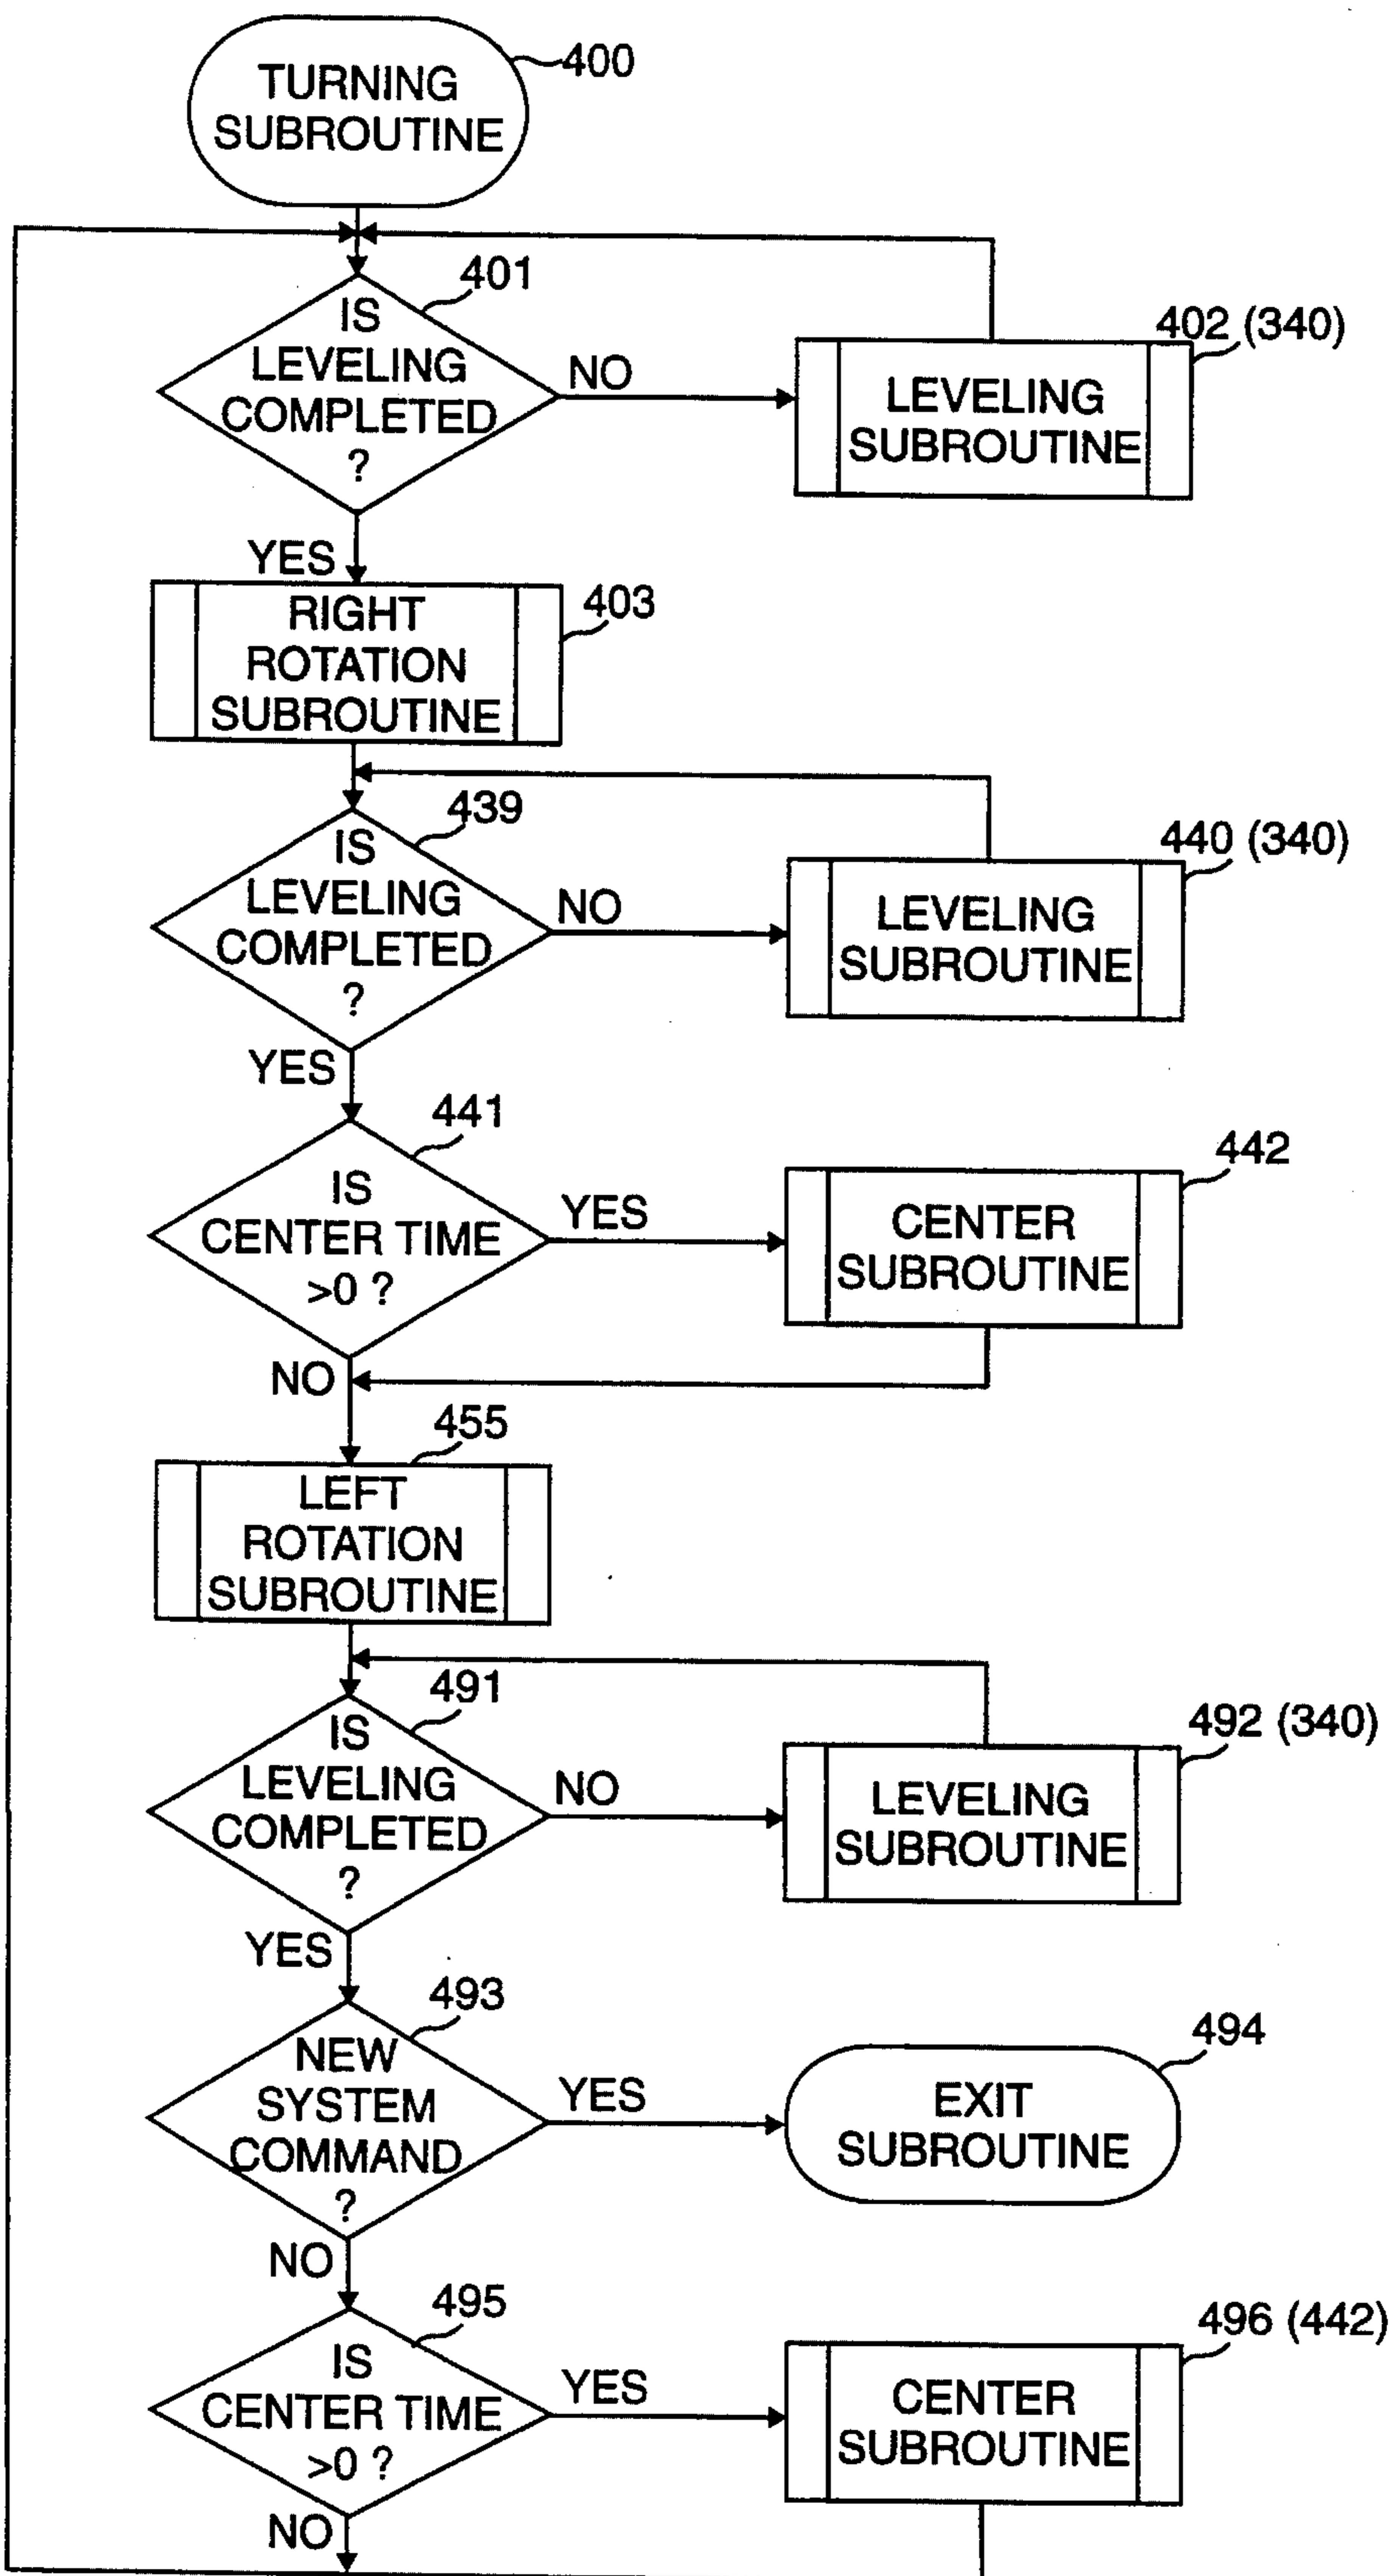 TURNING
SUBROUTINE
400
IS
LEVELING
COMPLETED
?
401
NO
402 (340)
LEVELING
SUBROUTINE
YES
RIGHT
ROTATION
SUBROUTINE
403
IS
LEVELING
COMPLETED
?
439
NO
440 (340)
LEVELING
SUBROUTINE
YES
441
IS
CENTER TIME
>0 ?
YES
442
CENTER
SUBROUTINE
NO
455
LEFT
ROTATION
SUBROUTINE
491
IS
LEVELING
COMPLETED
?
NO
492 (340)
LEVELING
SUBROUTINE
YES
493
NEW
SYSTEM
COMMAND
?
YES
494
EXIT
SUBROUTINE
NO
495
IS
CENTER TIME
>0 ?
YES
496 (442)
CENTER
SUBROUTINE
NO